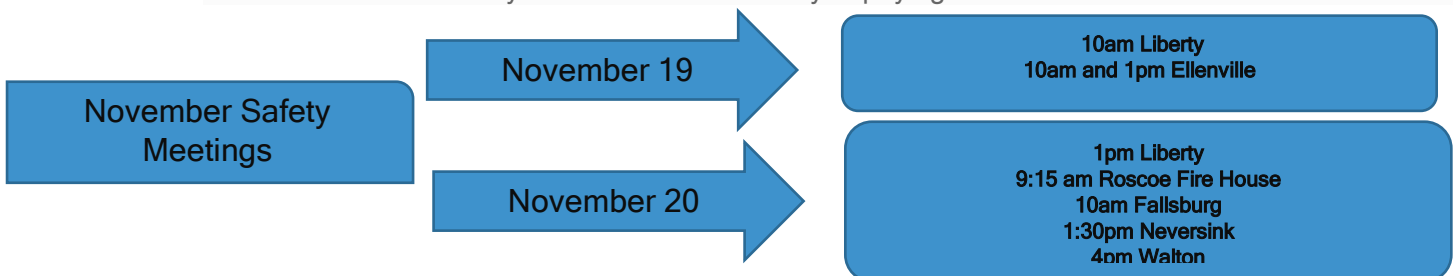 November Safety
Meetings
November 19
10am Liberty
10am and 1pm Ellenville
November 20
1pm Liberty
9:15 am Roscoe Fire House
10am Fallsburg
1:30pm Neversink
4pm Walton